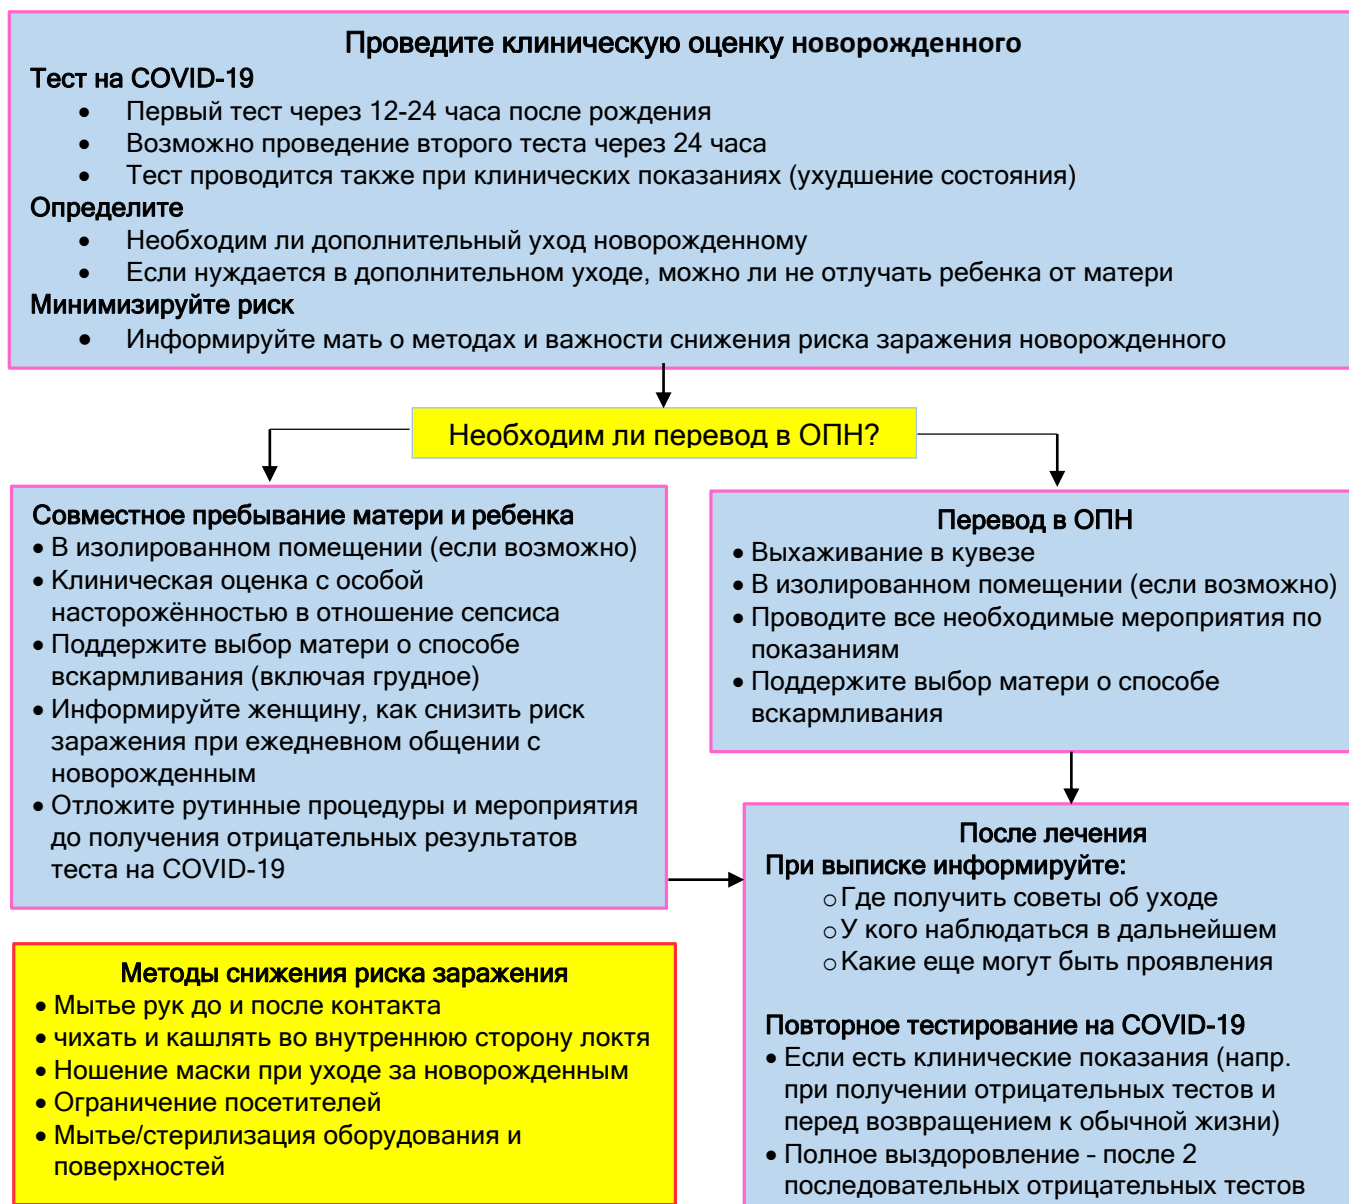 Проведите клиническую оценку новорожденного
Тест на COVID-19
• Первый тест через 12-24 часа после рождения
• Возможно проведение второго теста через 24 часа
• Тест проводится также при клинических показаниях (ухудшение состояния)
Определите
• Необходим ли дополнительный уход новорожденному
• Если нуждается в дополнительном уходе, можно ли не отлучать ребенка от матери
Минимизируйте риск
• Информируйте мать о методах и важности снижения риска заражения новорожденного
Необходим ли перевод в ОПН?
Совместное пребывание матери и ребенка
• В изолированном помещении (если возможно)
• Клиническая оценка с особой
насторожённостью в отношение сепсиса
• Поддержите выбор матери о способе
вскармливания (включая грудное)
• Информируйте женщину, как снизить риск
заражения при ежедневном общении с
новорожденным
• Отложите рутинные процедуры и мероприятия
до получения отрицательных результатов
теста на COVID-19
Перевод в ОПН
• Выхаживание в кувезе
• В изолированном помещении (если возможно)
• Проводите все необходимые мероприятия по
показаниям
• Поддержите выбор матери о способе
вскармливания
После лечения
При выписке информируйте:
○ Где получить советы об уходе
○ У кого наблюдаться в дальнейшем
○ Какие еще могут быть проявления
Повторное тестирование на COVID-19
• Если есть клинические показания (напр.
при получении отрицательных тестов и
перед возвращением к обычной жизни)
• Полное выздоровление - после 2
последовательных отрицательных тестов
Методы снижения риска заражения
• Мытье рук до и после контакта
• чихать и кашлять во внутреннюю сторону локтя
• Ношение маски при уходе за новорожденным
• Ограничение посетителей
• Мытье/стерилизация оборудования и
поверхностей